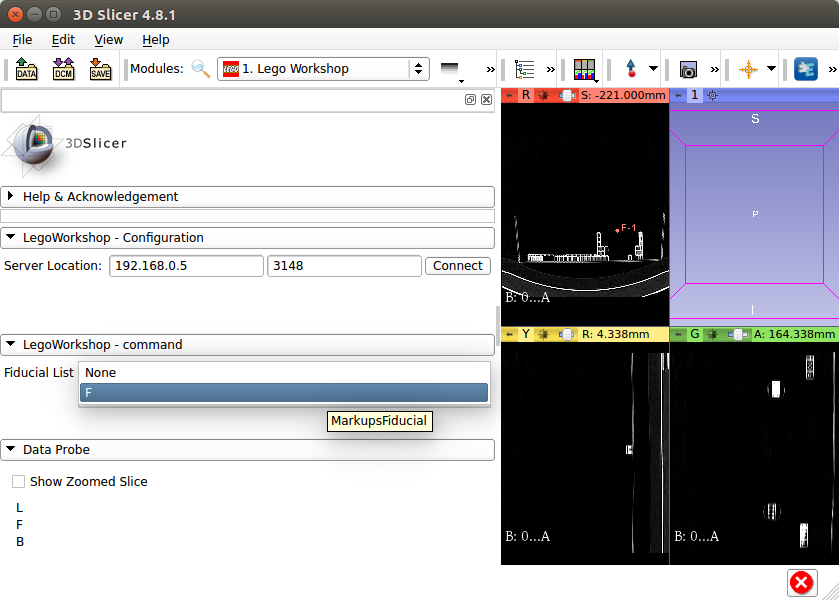 3D Slicer 4.8.1
File Edit View Help
DATA DCM SAVE Modules: LEGO 1. Lego Workshop » » » »
3DSlicer
Help & Acknowledgement
LegoWorkshop - Configuration
Server Location: 192.168.0.5 3148 Connect
LegoWorkshop - command
Fiducial List None
F
MarkupsFiducial
Data Probe
Show Zoomed Slice
L
F
B
R S: -221.000mm
F-1
B: 0...A
1
S
P
I
Y R: 4.338mm
B: 0...A
G A: 164.338mm
B: 0...A